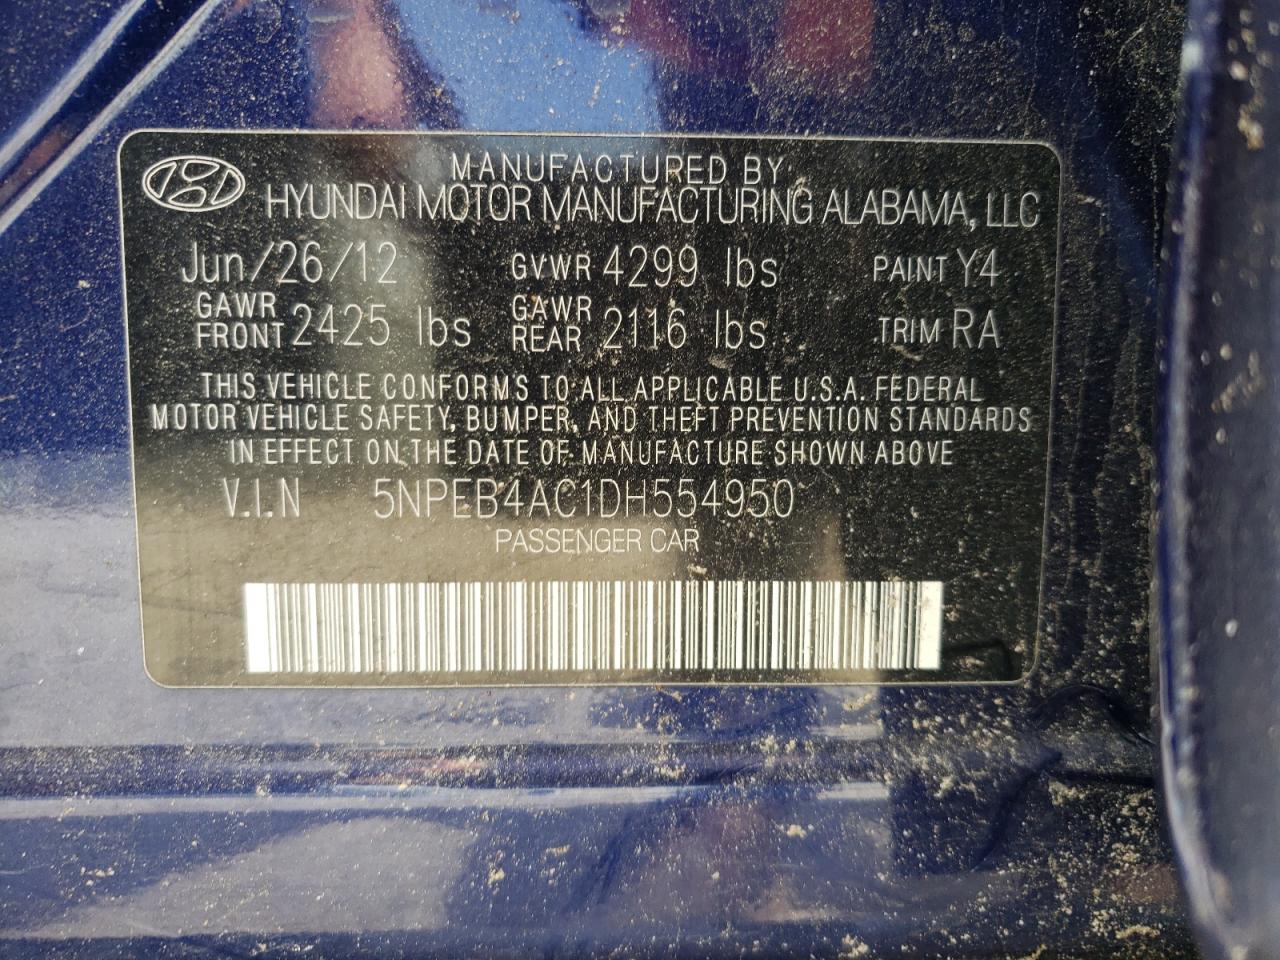 MANUFACTURED BY
HYUNDAI MOTOR MANUFACTURING ALABAMA, LLC
Jun/26/12 GVWR 4299 lbs PAINT Y4
GAWR FRONT 2425 lbs GAWR REAR 2116 lbs TRIM RA
THIS VEHICLE CONFORMS TO ALL APPLICABLE U.S.A. FEDERAL
MOTOR VEHICLE SAFETY, BUMPER, AND THEFT PREVENTION STANDARDS
IN EFFECT ON THE DATE OF MANUFACTURE SHOWN ABOVE
V.I.N 5NPEB4AC1DH554950
PASSENGER CAR